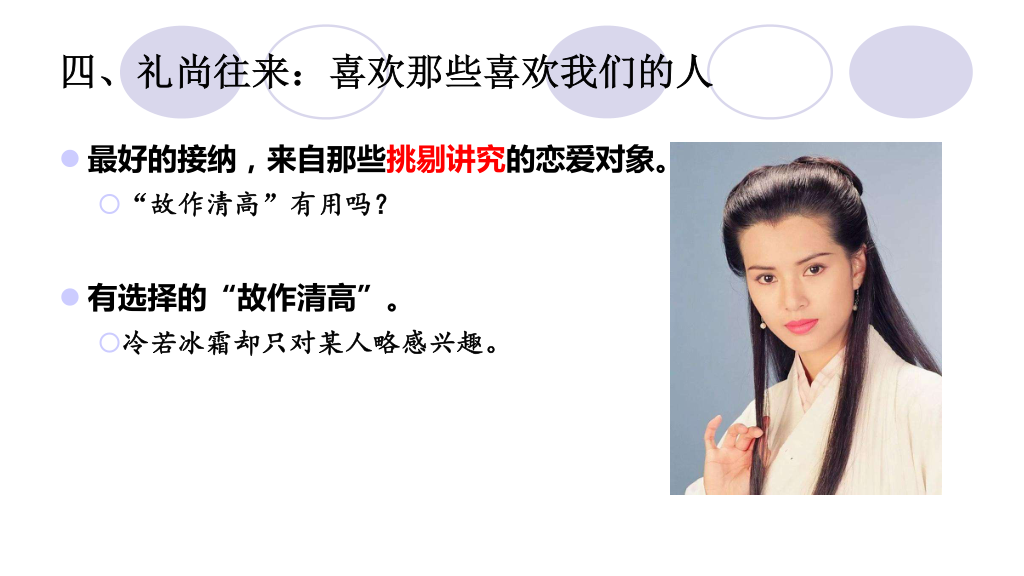 四、礼尚往来：喜欢那些喜欢我们的人
最好的接纳，来自那些挑剔讲究的恋爱对象。
“故作清高”有用吗？
有选择的“故作清高”。
冷若冰霜却只对某人略感兴趣。